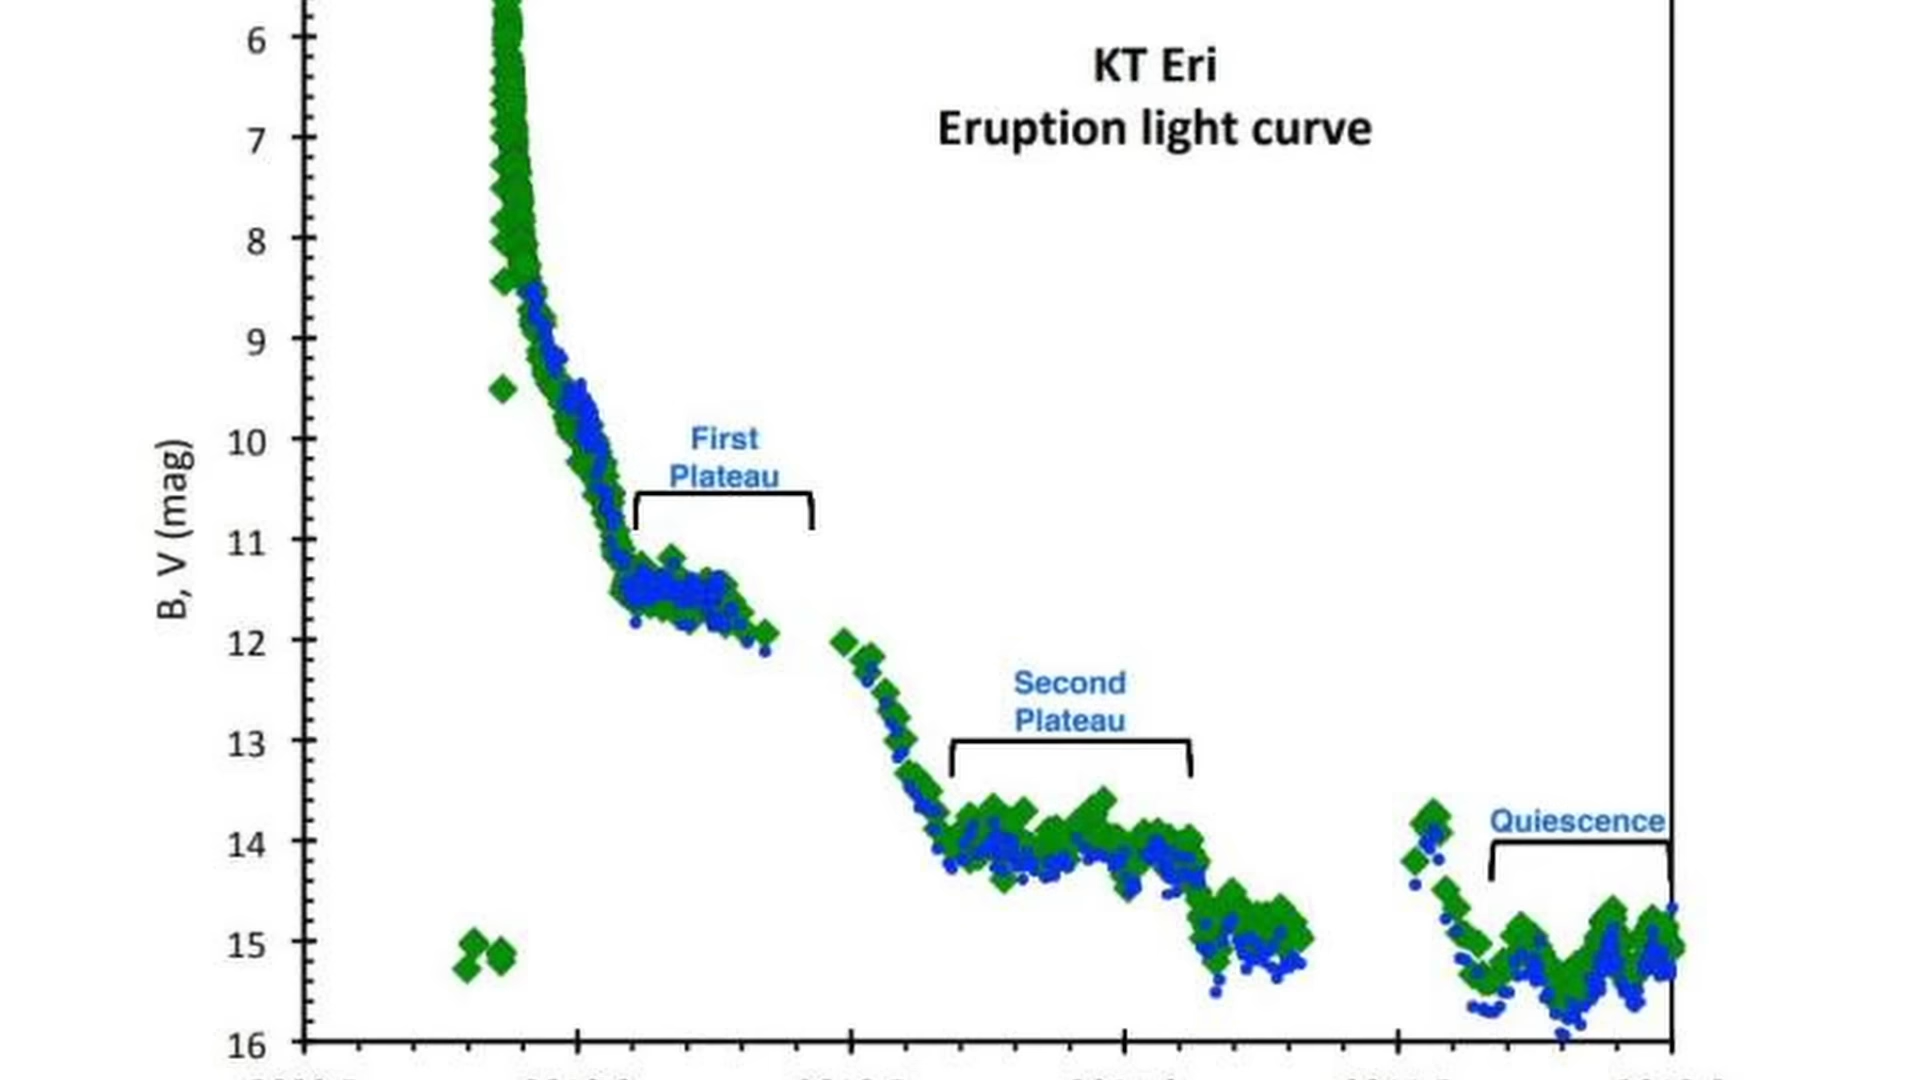 KT Eri
Eruption light curve
6
7
8
9
10
11
12
13
14
15
16
B, V (mag)
First
Plateau
Second
Plateau
Quiescence